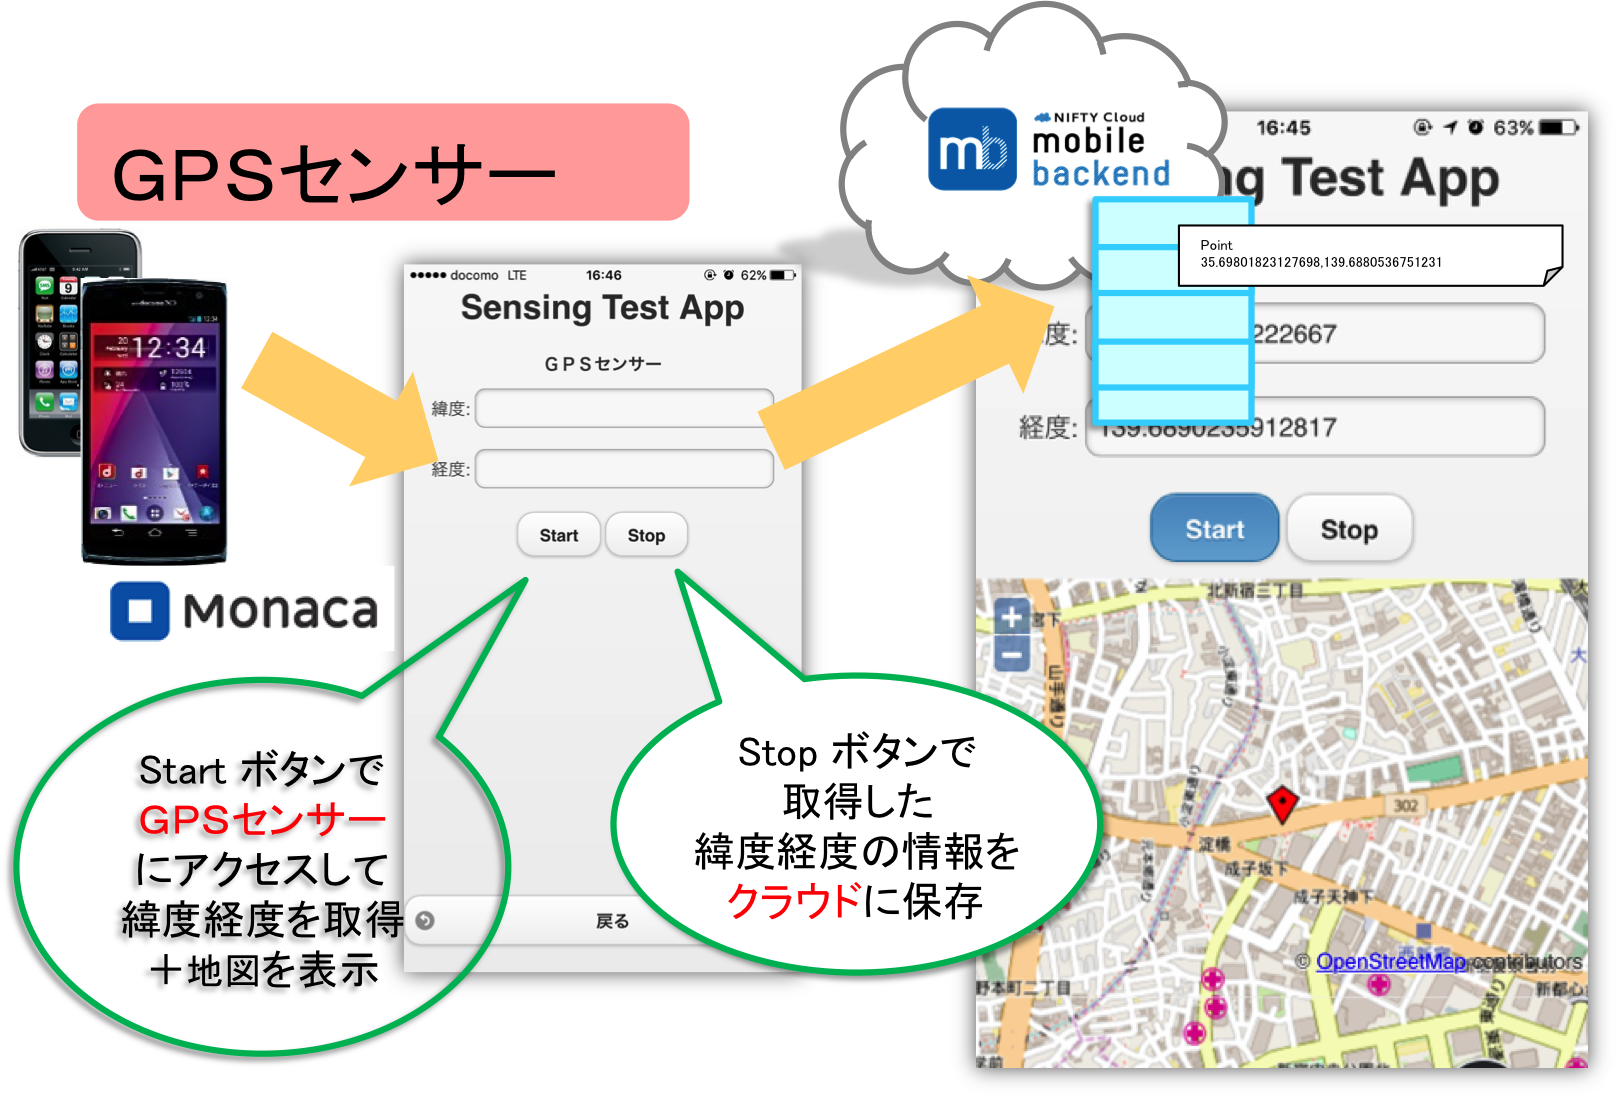 GPSセンサー
12:34
Monaca
docomo LTE 16:46 62%
Sensing Test App
GPSセンサー
緯度:
経度:
Start Stop
戻る
Start ボタンで
GPSセンサー
にアクセスして
緯度経度を取得
＋地図を表示
Stop ボタンで
取得した
緯度経度の情報を
クラウドに保存
mb
NIFTY Cloud
mobile
backend
16:45 63%
ng Test App
Point
35.69801823127698,139.6880536751231
度: 222667
経度: 139.6890235912817
Start Stop
+
−
北新宿三丁目
宮下
山手通り
大
302
淀橋
成子坂下
成子天神下
西新宿
© OpenStreetMap contributors
野本町二丁目
新都心